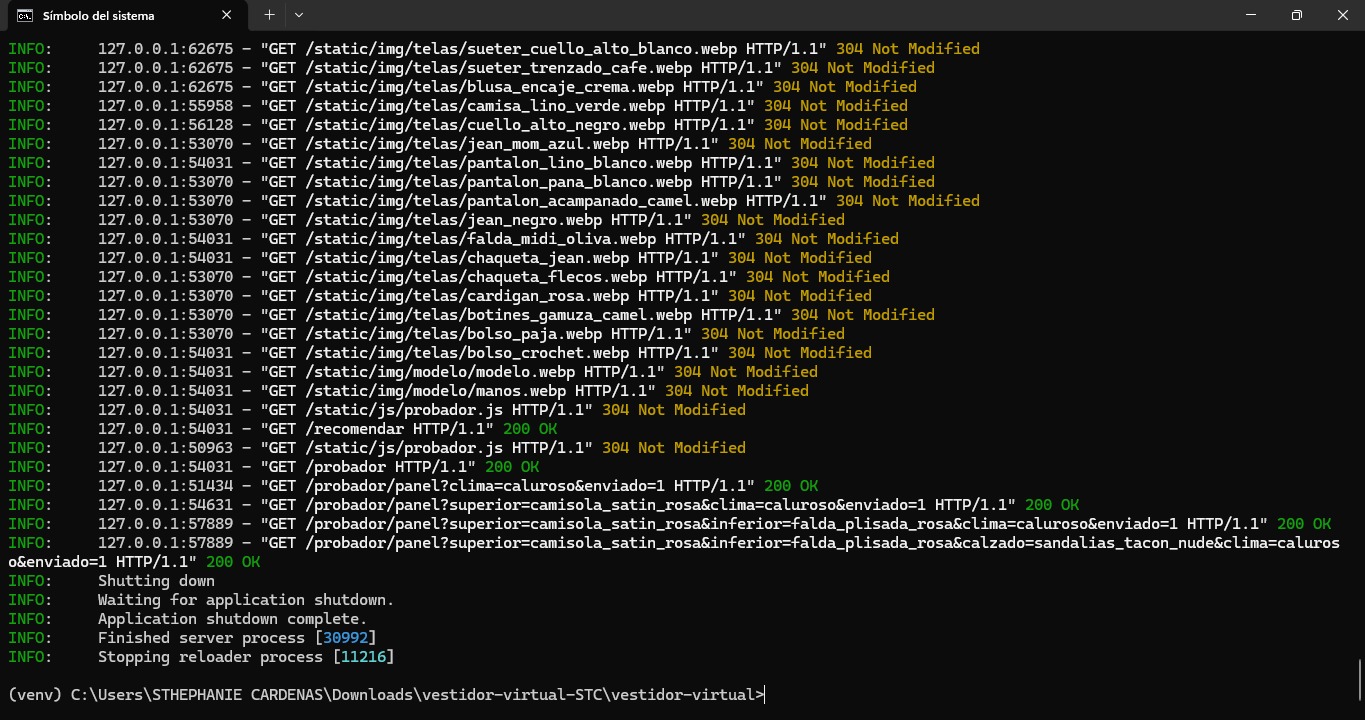 Símbolo del sistema
INFO:     127.0.0.1:62675 - "GET /static/img/telas/sueter_cuello_alto_blanco.webp HTTP/1.1" 304 Not Modified
INFO:     127.0.0.1:62675 - "GET /static/img/telas/sueter_trenzado_cafe.webp HTTP/1.1" 304 Not Modified
INFO:     127.0.0.1:62675 - "GET /static/img/telas/blusa_encaje_crema.webp HTTP/1.1" 304 Not Modified
INFO:     127.0.0.1:55958 - "GET /static/img/telas/camisa_lino_verde.webp HTTP/1.1" 304 Not Modified
INFO:     127.0.0.1:56128 - "GET /static/img/telas/cuello_alto_negro.webp HTTP/1.1" 304 Not Modified
INFO:     127.0.0.1:53070 - "GET /static/img/telas/jean_mom_azul.webp HTTP/1.1" 304 Not Modified
INFO:     127.0.0.1:54031 - "GET /static/img/telas/pantalon_lino_blanco.webp HTTP/1.1" 304 Not Modified
INFO:     127.0.0.1:53070 - "GET /static/img/telas/pantalon_pana_blanco.webp HTTP/1.1" 304 Not Modified
INFO:     127.0.0.1:53070 - "GET /static/img/telas/pantalon_acampanado_camel.webp HTTP/1.1" 304 Not Modified
INFO:     127.0.0.1:53070 - "GET /static/img/telas/jean_negro.webp HTTP/1.1" 304 Not Modified
INFO:     127.0.0.1:54031 - "GET /static/img/telas/falda_midi_oliva.webp HTTP/1.1" 304 Not Modified
INFO:     127.0.0.1:54031 - "GET /static/img/telas/chaqueta_jean.webp HTTP/1.1" 304 Not Modified
INFO:     127.0.0.1:53070 - "GET /static/img/telas/chaqueta_flecos.webp HTTP/1.1" 304 Not Modified
INFO:     127.0.0.1:53070 - "GET /static/img/telas/cardigan_rosa.webp HTTP/1.1" 304 Not Modified
INFO:     127.0.0.1:53070 - "GET /static/img/telas/botines_gamuza_camel.webp HTTP/1.1" 304 Not Modified
INFO:     127.0.0.1:53070 - "GET /static/img/telas/bolso_paja.webp HTTP/1.1" 304 Not Modified
INFO:     127.0.0.1:54031 - "GET /static/img/telas/bolso_crochet.webp HTTP/1.1" 304 Not Modified
INFO:     127.0.0.1:54031 - "GET /static/img/modelo/modelo.webp HTTP/1.1" 304 Not Modified
INFO:     127.0.0.1:54031 - "GET /static/img/modelo/manos.webp HTTP/1.1" 304 Not Modified
INFO:     127.0.0.1:54031 - "GET /static/js/probador.js HTTP/1.1" 304 Not Modified
INFO:     127.0.0.1:54031 - "GET /recomendar HTTP/1.1" 200 OK
INFO:     127.0.0.1:50963 - "GET /static/js/probador.js HTTP/1.1" 304 Not Modified
INFO:     127.0.0.1:54031 - "GET /probador HTTP/1.1" 200 OK
INFO:     127.0.0.1:51434 - "GET /probador/panel?clima=caluroso&enviado=1 HTTP/1.1" 200 OK
INFO:     127.0.0.1:54631 - "GET /probador/panel?superior=camisola_satin_rosa&clima=caluroso&enviado=1 HTTP/1.1" 200 OK
INFO:     127.0.0.1:57889 - "GET /probador/panel?superior=camisola_satin_rosa&inferior=falda_plisada_rosa&clima=caluroso&enviado=1 HTTP/1.1" 200 OK
INFO:     127.0.0.1:57889 - "GET /probador/panel?superior=camisola_satin_rosa&inferior=falda_plisada_rosa&calzado=sandalias_tacon_nude&clima=caluros
o&enviado=1 HTTP/1.1" 200 OK
INFO:     Shutting down
INFO:     Waiting for application shutdown.
INFO:     Application shutdown complete.
INFO:     Finished server process [30992]
INFO:     Stopping reloader process [11216]
(venv) C:\Users\STHEPHANIE CARDENAS\Downloads\vestidor-virtual-STC\vestidor-virtual>